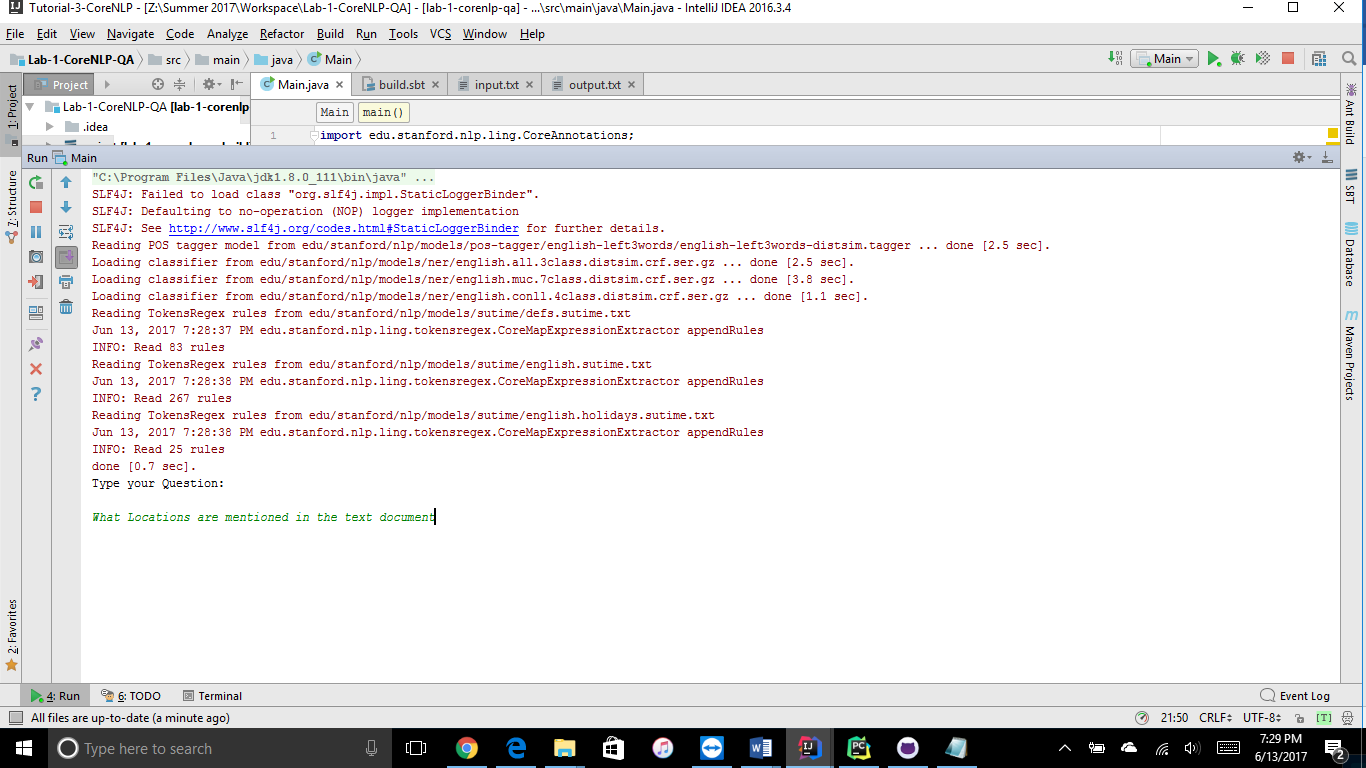 Tutorial-3-CoreNLP - [Z:\Summer 2017\Workspace\Lab-1-CoreNLP-QA] - [lab-1-corenlp-qa] - ...\src\main\java\Main.java - IntelliJ IDEA 2016.3.4
File Edit View Navigate Code Analyze Refactor Build Run Tools VCS Window Help
Lab-1-CoreNLP-QA src main java Main
Main
Project
Main.java build.sbt input.txt output.txt
Lab-1-CoreNLP-QA [lab-1-corenlp
.idea
Main main()
1 import edu.stanford.nlp.ling.CoreAnnotations;
Run Main
"C:\Program Files\Java\jdk1.8.0_111\bin\java" ...
SLF4J: Failed to load class "org.slf4j.impl.StaticLoggerBinder".
SLF4J: Defaulting to no-operation (NOP) logger implementation
SLF4J: See http://www.slf4j.org/codes.html#StaticLoggerBinder for further details.
Reading POS tagger model from edu/stanford/nlp/models/pos-tagger/english-left3words/english-left3words-distsim.tagger ... done [2.5 sec].
Loading classifier from edu/stanford/nlp/models/ner/english.all.3class.distsim.crf.ser.gz ... done [2.5 sec].
Loading classifier from edu/stanford/nlp/models/ner/english.muc.7class.distsim.crf.ser.gz ... done [3.8 sec].
Loading classifier from edu/stanford/nlp/models/ner/english.conll.4class.distsim.crf.ser.gz ... done [1.1 sec].
Reading TokensRegex rules from edu/stanford/nlp/models/sutime/defs.sutime.txt
Jun 13, 2017 7:28:37 PM edu.stanford.nlp.ling.tokensregex.CoreMapExpressionExtractor appendRules
INFO: Read 83 rules
Reading TokensRegex rules from edu/stanford/nlp/models/sutime/english.sutime.txt
Jun 13, 2017 7:28:38 PM edu.stanford.nlp.ling.tokensregex.CoreMapExpressionExtractor appendRules
INFO: Read 267 rules
Reading TokensRegex rules from edu/stanford/nlp/models/sutime/english.holidays.sutime.txt
Jun 13, 2017 7:28:38 PM edu.stanford.nlp.ling.tokensregex.CoreMapExpressionExtractor appendRules
INFO: Read 25 rules
done [0.7 sec].
Type your Question:
What Locations are mentioned in the text document
1: Project
7: Structure
2: Favorites
Ant Build
SBT
Database
Maven Projects
4: Run 6: TODO Terminal Event Log
All files are up-to-date (a minute ago) 21:50 CRLF UTF-8 [T]
Type here to search
7:29 PM
6/13/2017
2